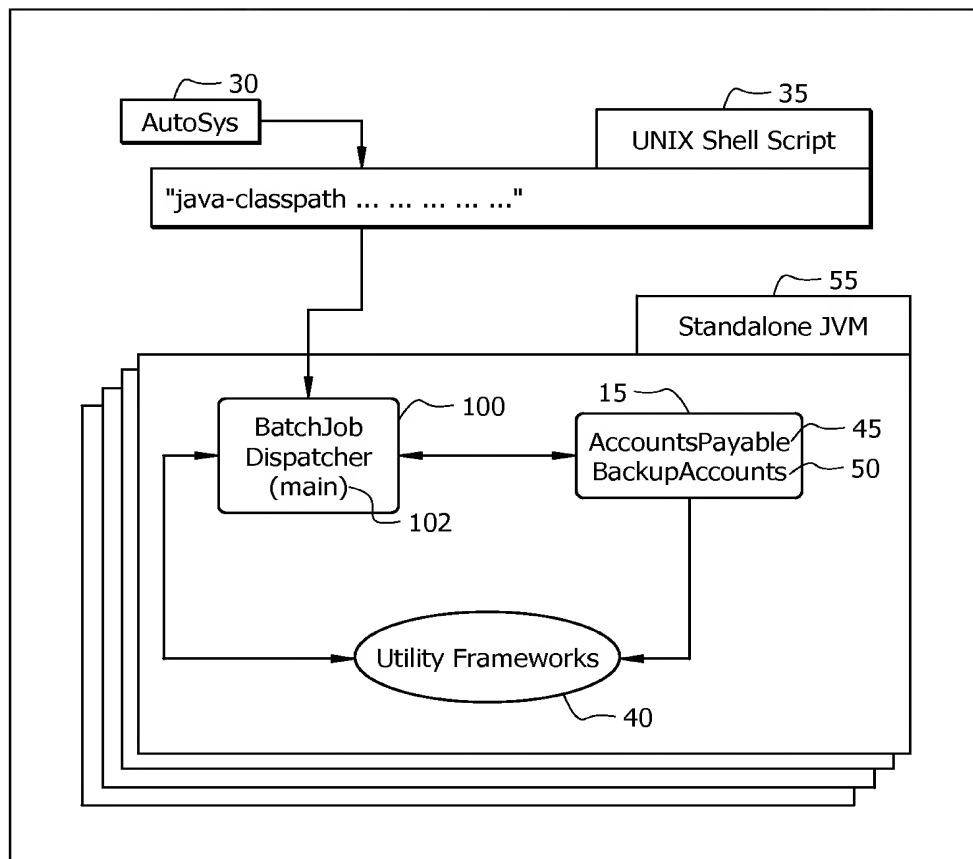 30
AutoSys
35
UNIX Shell Script
"java-classpath ... ... ... ... ..."
55
Standalone JVM
BatchJob
Dispatcher
(main)
100
102
15
AccountsPayable
BackupAccounts
45
50
Utility Frameworks
40